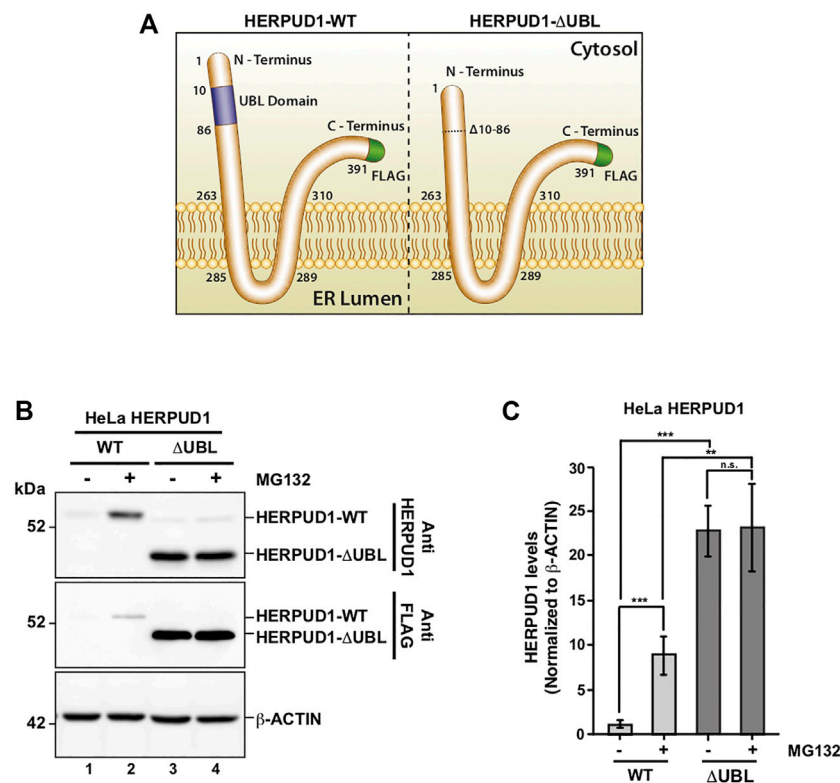 A
HERPUD1-WT
HERPUD1-ΔUBL
Cytosol
1
N - Terminus
10
UBL Domain
86
C - Terminus
391
FLAG
263
310
285
289
ER Lumen
N - Terminus
1
Δ10-86
C - Terminus
391
FLAG
263
310
285
289
B
HeLa HERPUD1
WT
ΔUBL
- + - + MG132
kDa
52
HERPUD1-WT
HERPUD1-ΔUBL
Anti
HERPUD1
52
HERPUD1-WT
HERPUD1-ΔUBL
Anti
FLAG
42
β-ACTIN
1 2 3 4
C
HeLa HERPUD1
***
**
n.s.
***
HERPUD1 levels
(Normalized to β-ACTIN)
30
25
20
15
10
5
0
- + - + MG132
WT
ΔUBL